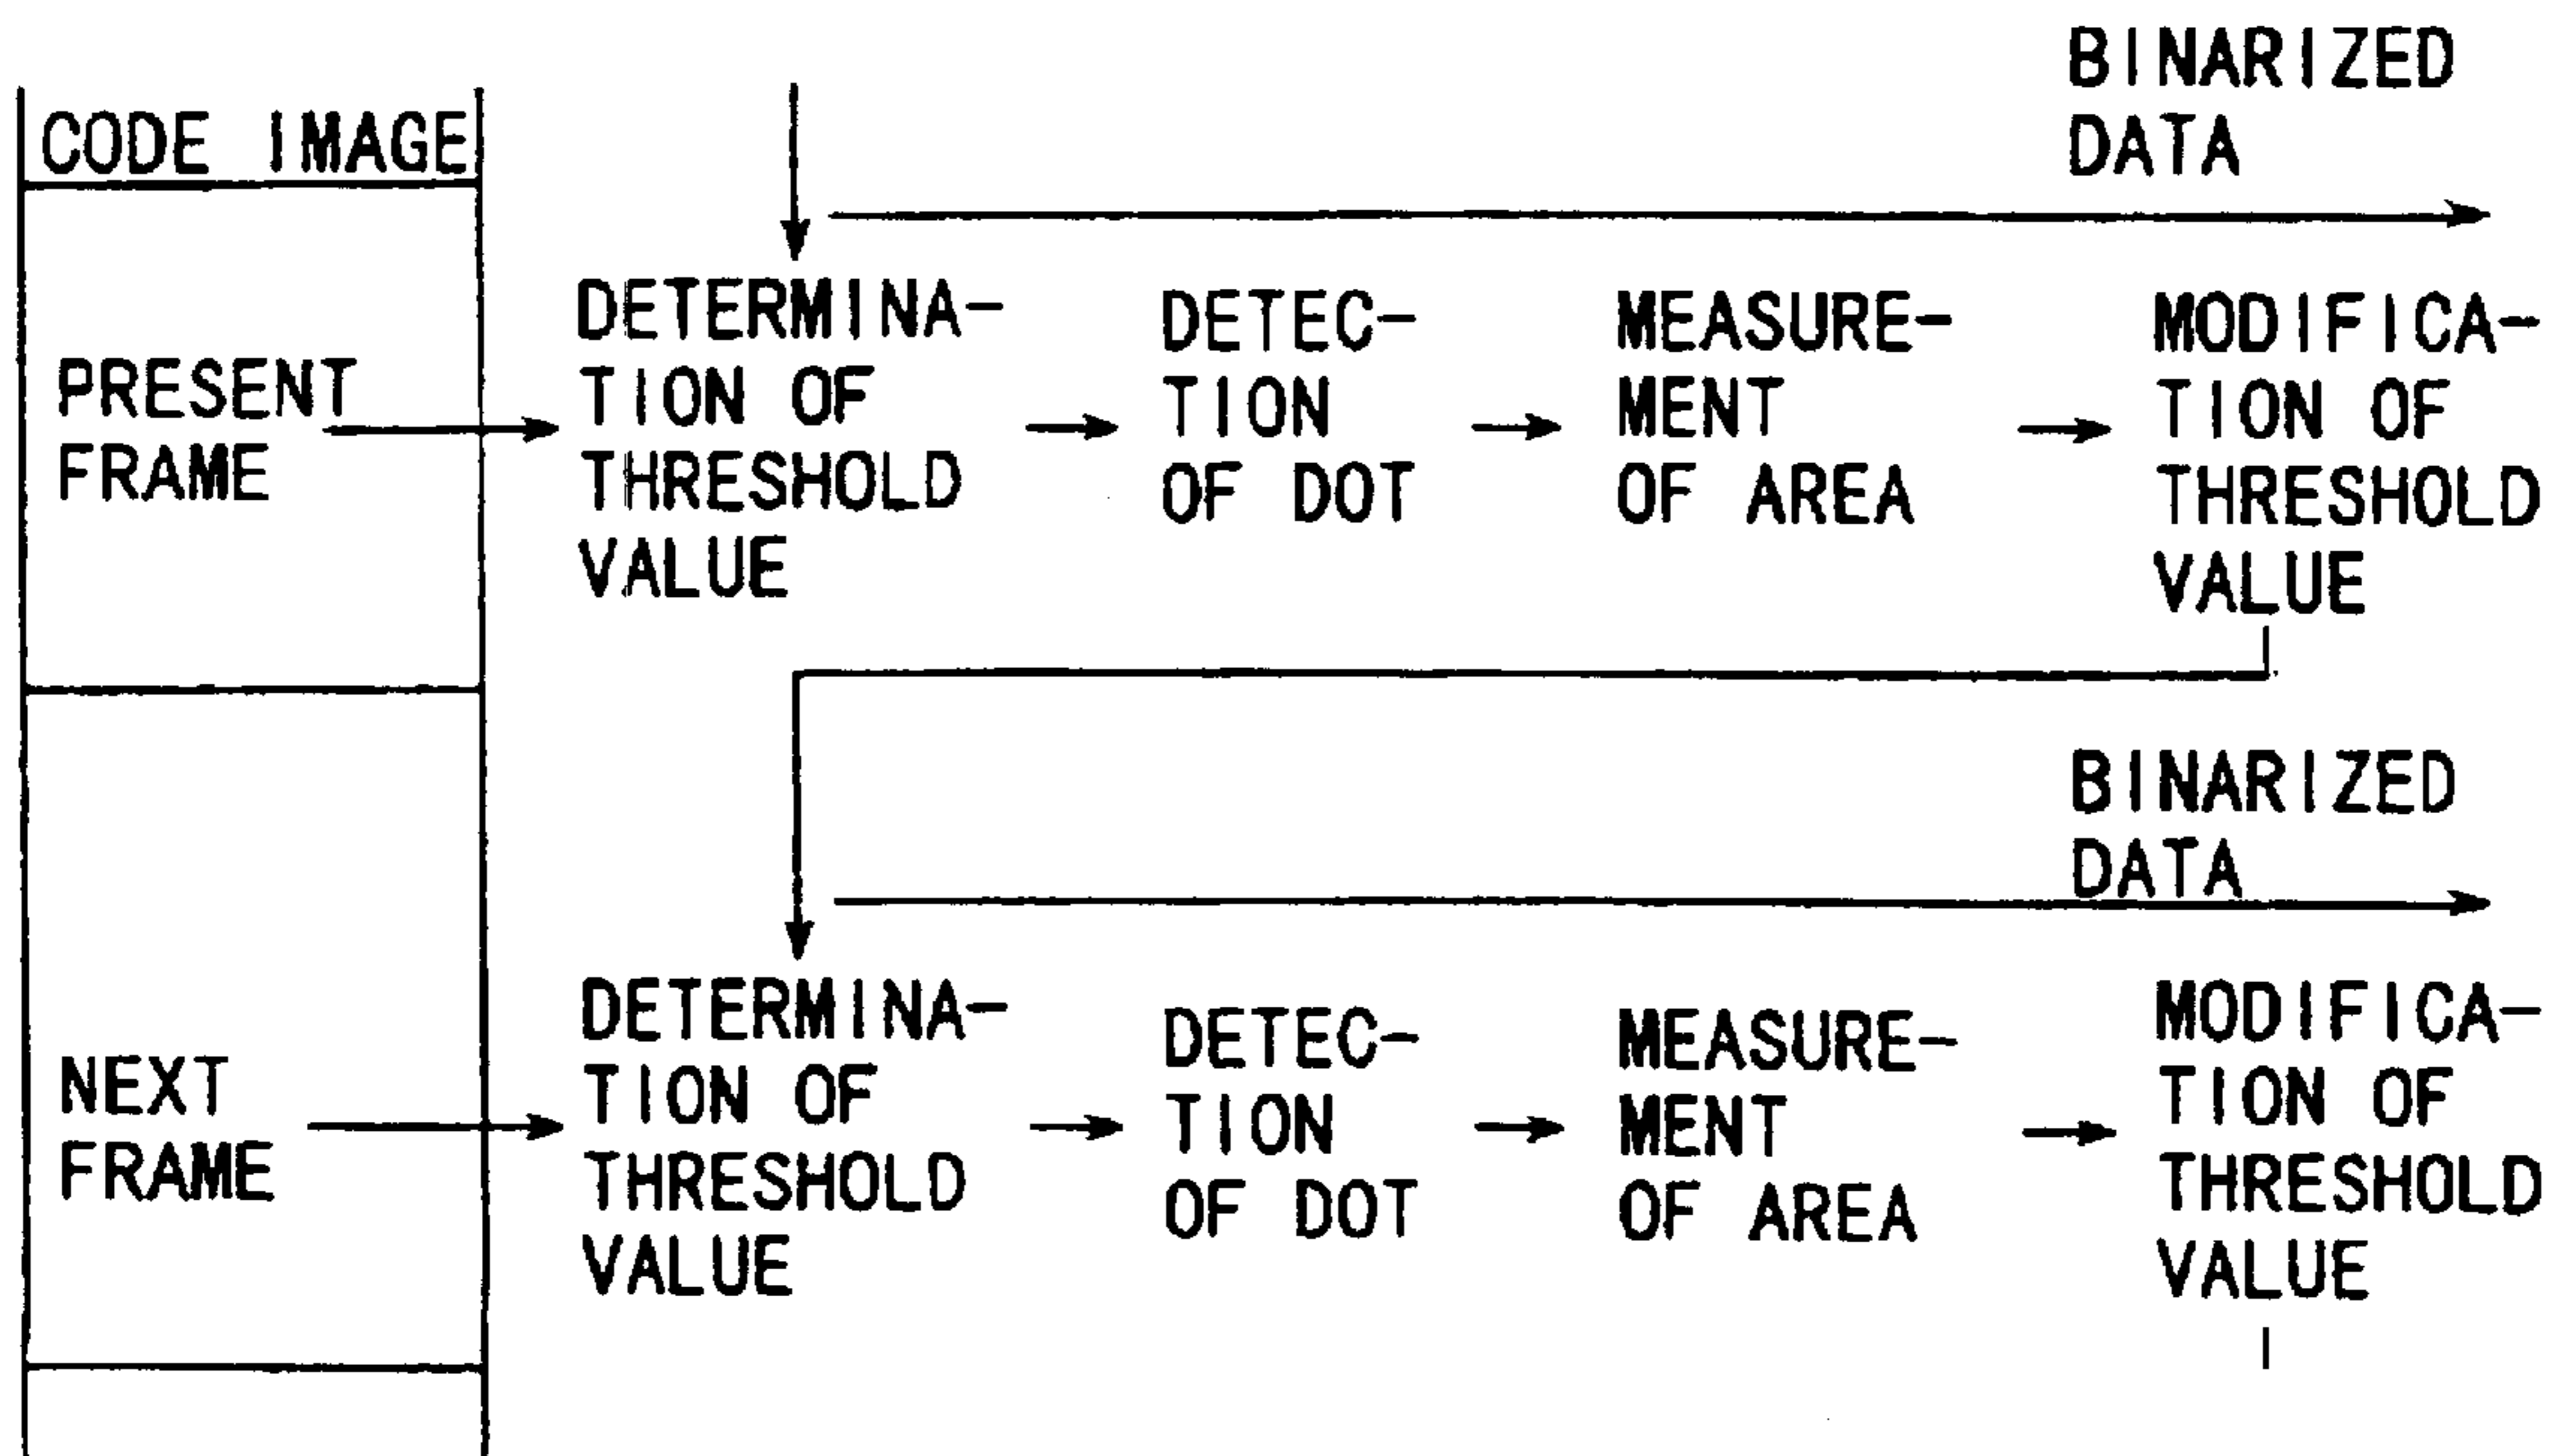 CODE IMAGE
BINARIZED
DATA
PRESENT
FRAME
DETERMINA-
TION OF
THRESHOLD
VALUE
DETEC-
TION
OF DOT
MEASURE-
MENT
OF AREA
MODIFICA-
TION OF
THRESHOLD
VALUE
BINARIZED
DATA
NEXT
FRAME
DETERMINA-
TION OF
THRESHOLD
VALUE
DETEC-
TION
OF DOT
MEASURE-
MENT
OF AREA
MODIFICA-
TION OF
THRESHOLD
VALUE